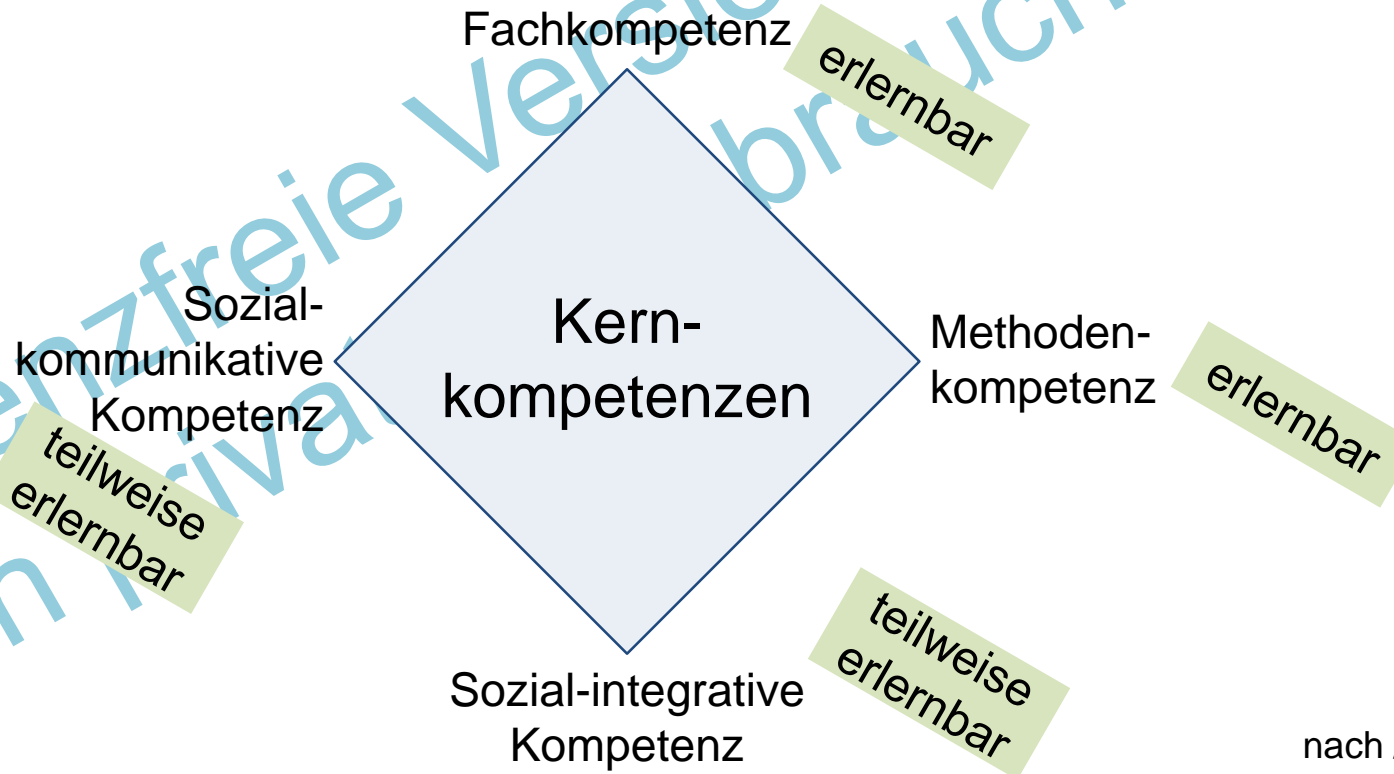 Fachkompetenz
erlernbar
Sozial-
kommunikative
Kompetenz
teilweise
erlernbar
Kern-
kompetenzen
Methoden-
kompetenz
erlernbar
Sozial-integrative
Kompetenz
teilweise
erlernbar
nach